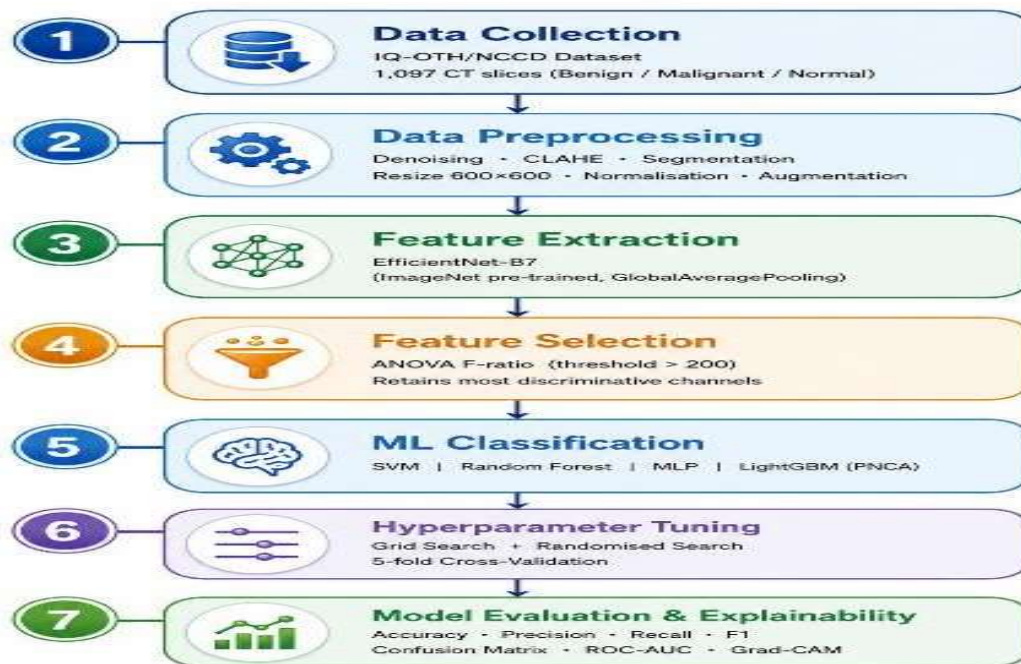 1
Data Collection
IQ-OTH/NCCD Dataset
1,097 CT slices (Benign / Malignant / Normal)
2
Data Preprocessing
Denoising • CLAHE • Segmentation
Resize 600×600 • Normalisation • Augmentation
3
Feature Extraction
EfficientNet-B7
(ImageNet pre-trained, GlobalAveragePooling)
4
Feature Selection
ANOVA F-ratio (threshold > 200)
Retains most discriminative channels
5
ML Classification
SVM | Random Forest | MLP | LightGBM (PNCA)
6
Hyperparameter Tuning
Grid Search + Randomised Search
5-fold Cross-Validation
7
Model Evaluation & Explainability
Accuracy • Precision • Recall • F1
Confusion Matrix • ROC-AUC • Grad-CAM